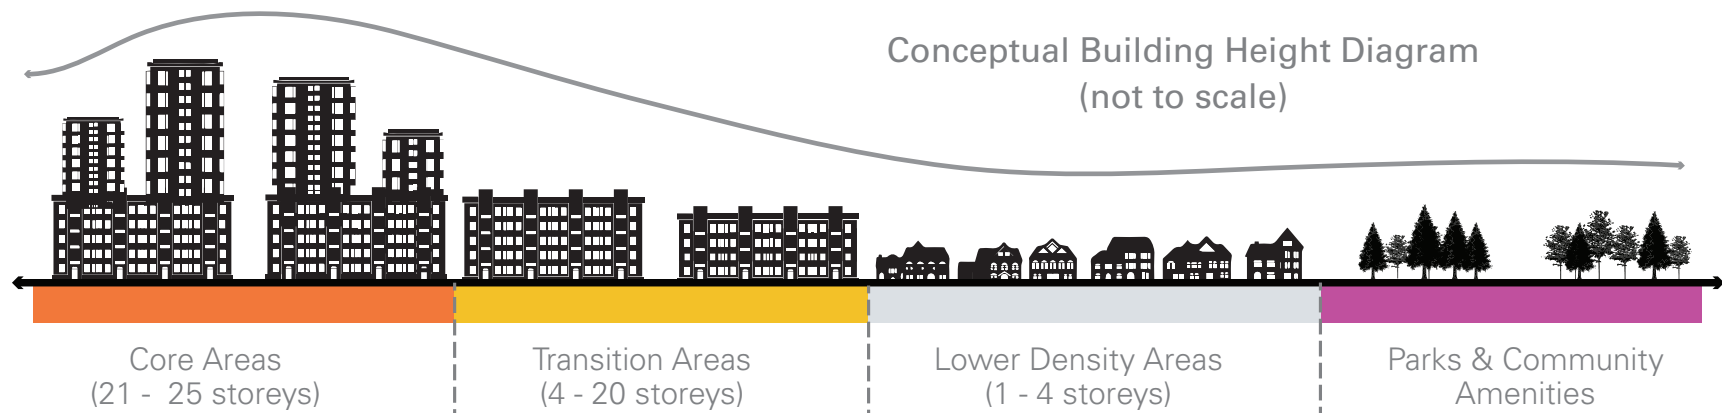 Conceptual Building Height Diagram
(not to scale)
Core Areas
(21 - 25 storeys)
Transition Areas
(4 - 20 storeys)
Lower Density Areas
(1 - 4 storeys)
Parks & Community
Amenities